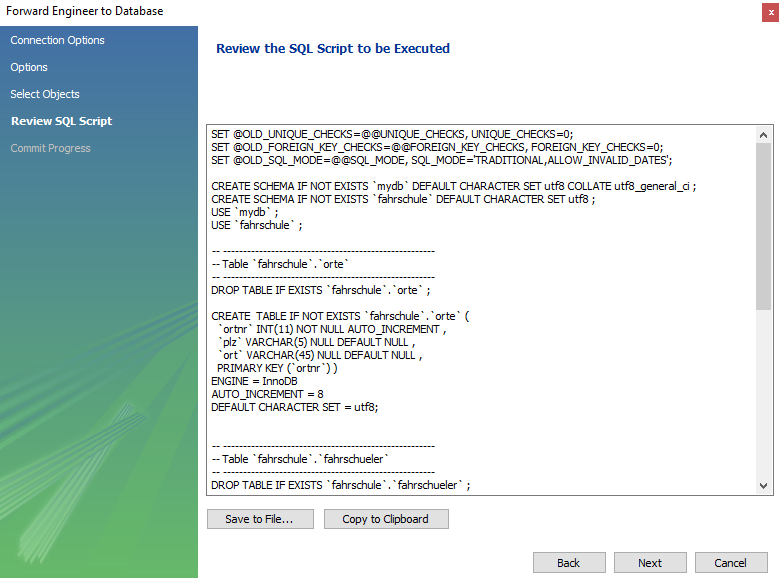 Forward Engineer to Database
x
Connection Options
Options
Select Objects
Review SQL Script
Commit Progress
Review the SQL Script to be Executed
SET @OLD_UNIQUE_CHECKS=@@UNIQUE_CHECKS, UNIQUE_CHECKS=0;
SET @OLD_FOREIGN_KEY_CHECKS=@@FOREIGN_KEY_CHECKS, FOREIGN_KEY_CHECKS=0;
SET @OLD_SQL_MODE=@@SQL_MODE, SQL_MODE='TRADITIONAL,ALLOW_INVALID_DATES';
CREATE SCHEMA IF NOT EXISTS `mydb` DEFAULT CHARACTER SET utf8 COLLATE utf8_general_ci ;
CREATE SCHEMA IF NOT EXISTS `fahrschule` DEFAULT CHARACTER SET utf8 ;
USE `mydb` ;
USE `fahrschule` ;
-- -----------------------------------------------------
-- Table `fahrschule`.`orte`
-- -----------------------------------------------------
DROP TABLE IF EXISTS `fahrschule`.`orte` ;
CREATE  TABLE IF NOT EXISTS `fahrschule`.`orte` (
  `ortnr` INT(11) NOT NULL AUTO_INCREMENT ,
  `plz` VARCHAR(5) NULL DEFAULT NULL ,
  `ort` VARCHAR(45) NULL DEFAULT NULL ,
  PRIMARY KEY (`ortnr`) )
ENGINE = InnoDB
AUTO_INCREMENT = 8
DEFAULT CHARACTER SET = utf8;
-- -----------------------------------------------------
-- Table `fahrschule`.`fahrschueler`
-- -----------------------------------------------------
DROP TABLE IF EXISTS `fahrschule`.`fahrschueler` ;
Save to File...
Copy to Clipboard
Back
Next
Cancel